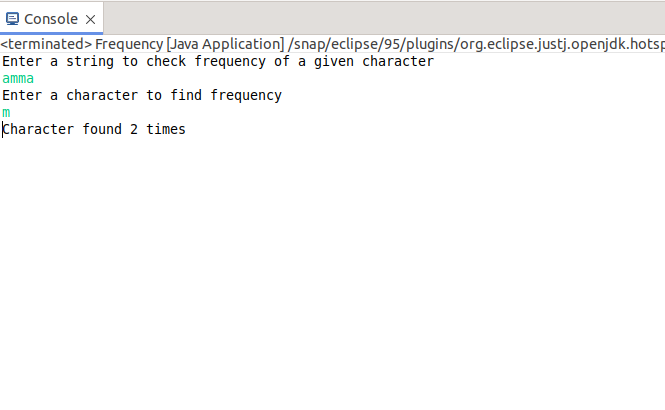 Console
<terminated> Frequency [Java Application] /snap/eclipse/95/plugins/org.eclipse.justj.openjdk.hotsp
Enter a string to check frequency of a given character
amma
Enter a character to find frequency
m
Character found 2 times